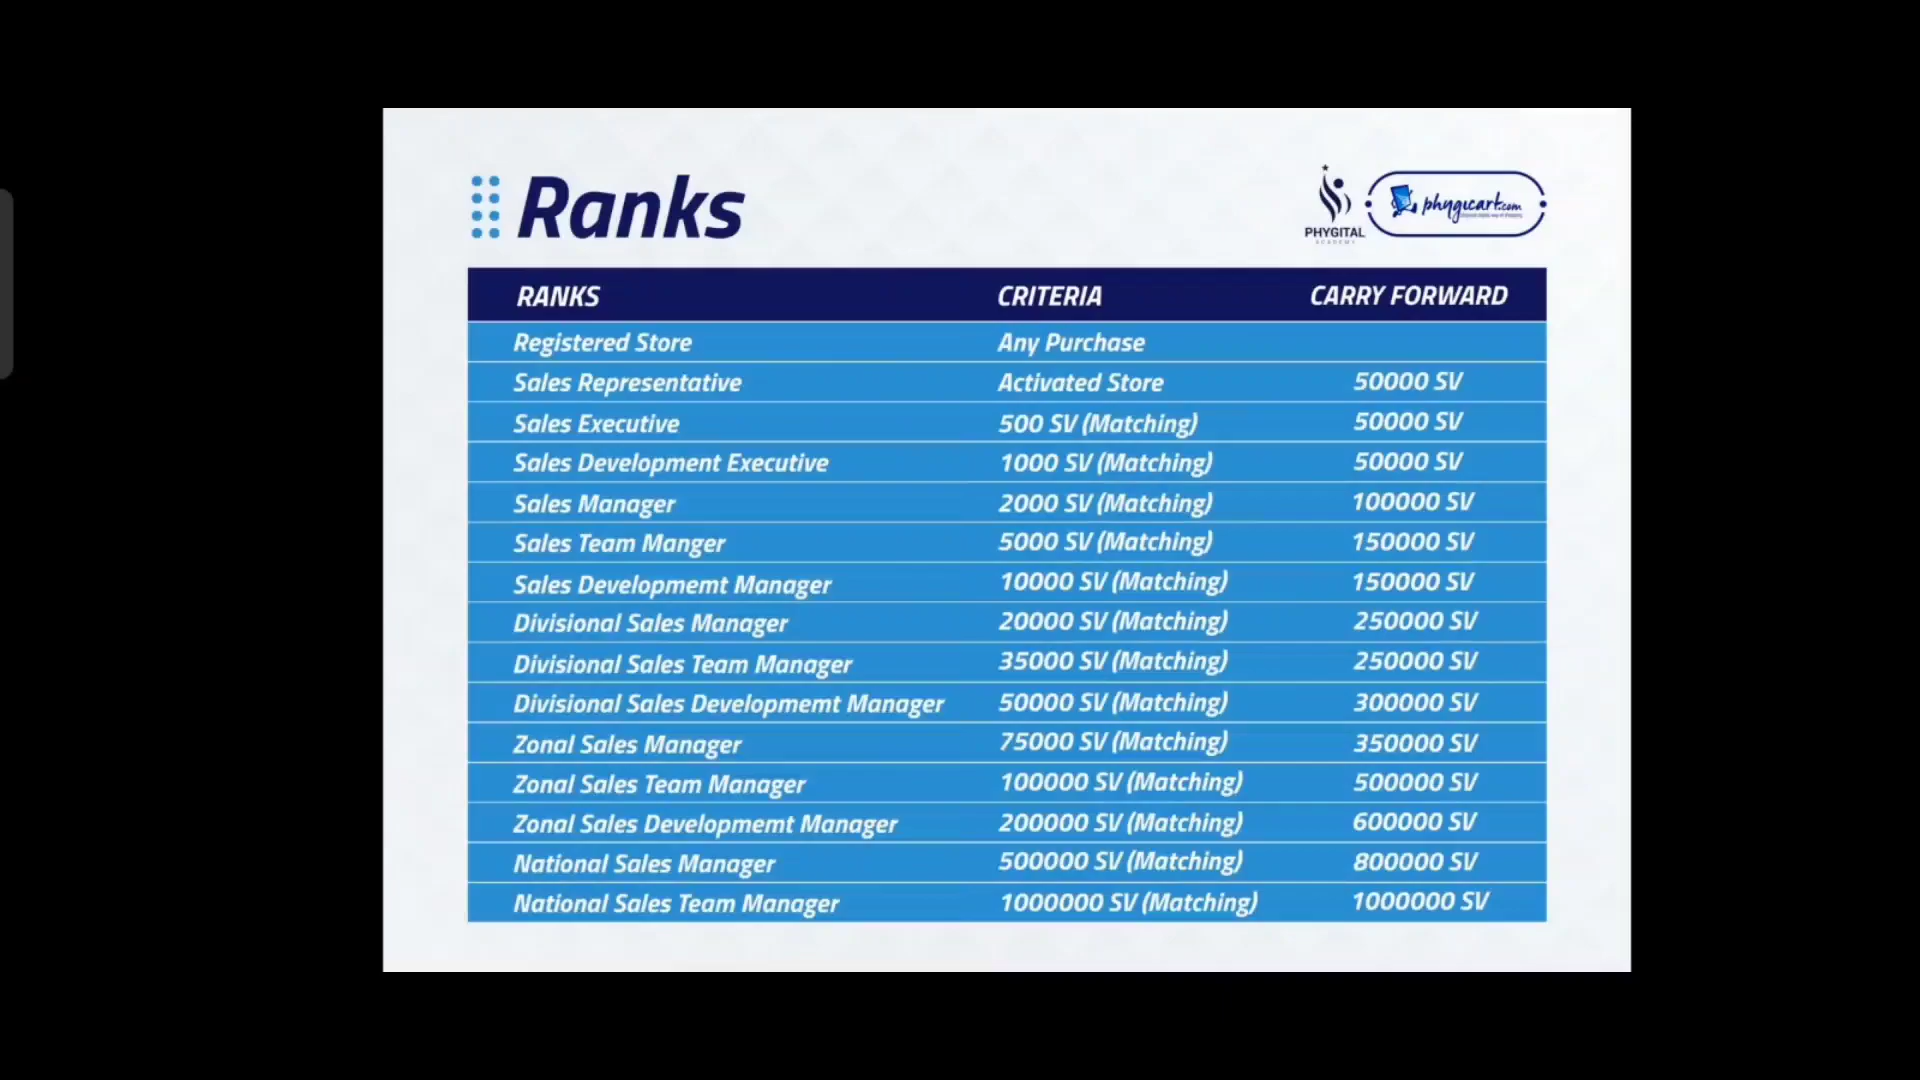 Ranks
PHYGITAL
ACADEMY
phygicart.com
RANKS CRITERIA CARRY FORWARD
Registered Store Any Purchase
Sales Representative Activated Store 50000 SV
Sales Executive 500 SV (Matching) 50000 SV
Sales Development Executive 1000 SV (Matching) 50000 SV
Sales Manager 2000 SV (Matching) 100000 SV
Sales Team Manger 5000 SV (Matching) 150000 SV
Sales Developmemt Manager 10000 SV (Matching) 150000 SV
Divisional Sales Manager 20000 SV (Matching) 250000 SV
Divisional Sales Team Manager 35000 SV (Matching) 250000 SV
Divisional Sales Developmemt Manager 50000 SV (Matching) 300000 SV
Zonal Sales Manager 75000 SV (Matching) 350000 SV
Zonal Sales Team Manager 100000 SV (Matching) 500000 SV
Zonal Sales Developmemt Manager 200000 SV (Matching) 600000 SV
National Sales Manager 500000 SV (Matching) 800000 SV
National Sales Team Manager 1000000 SV (Matching) 1000000 SV